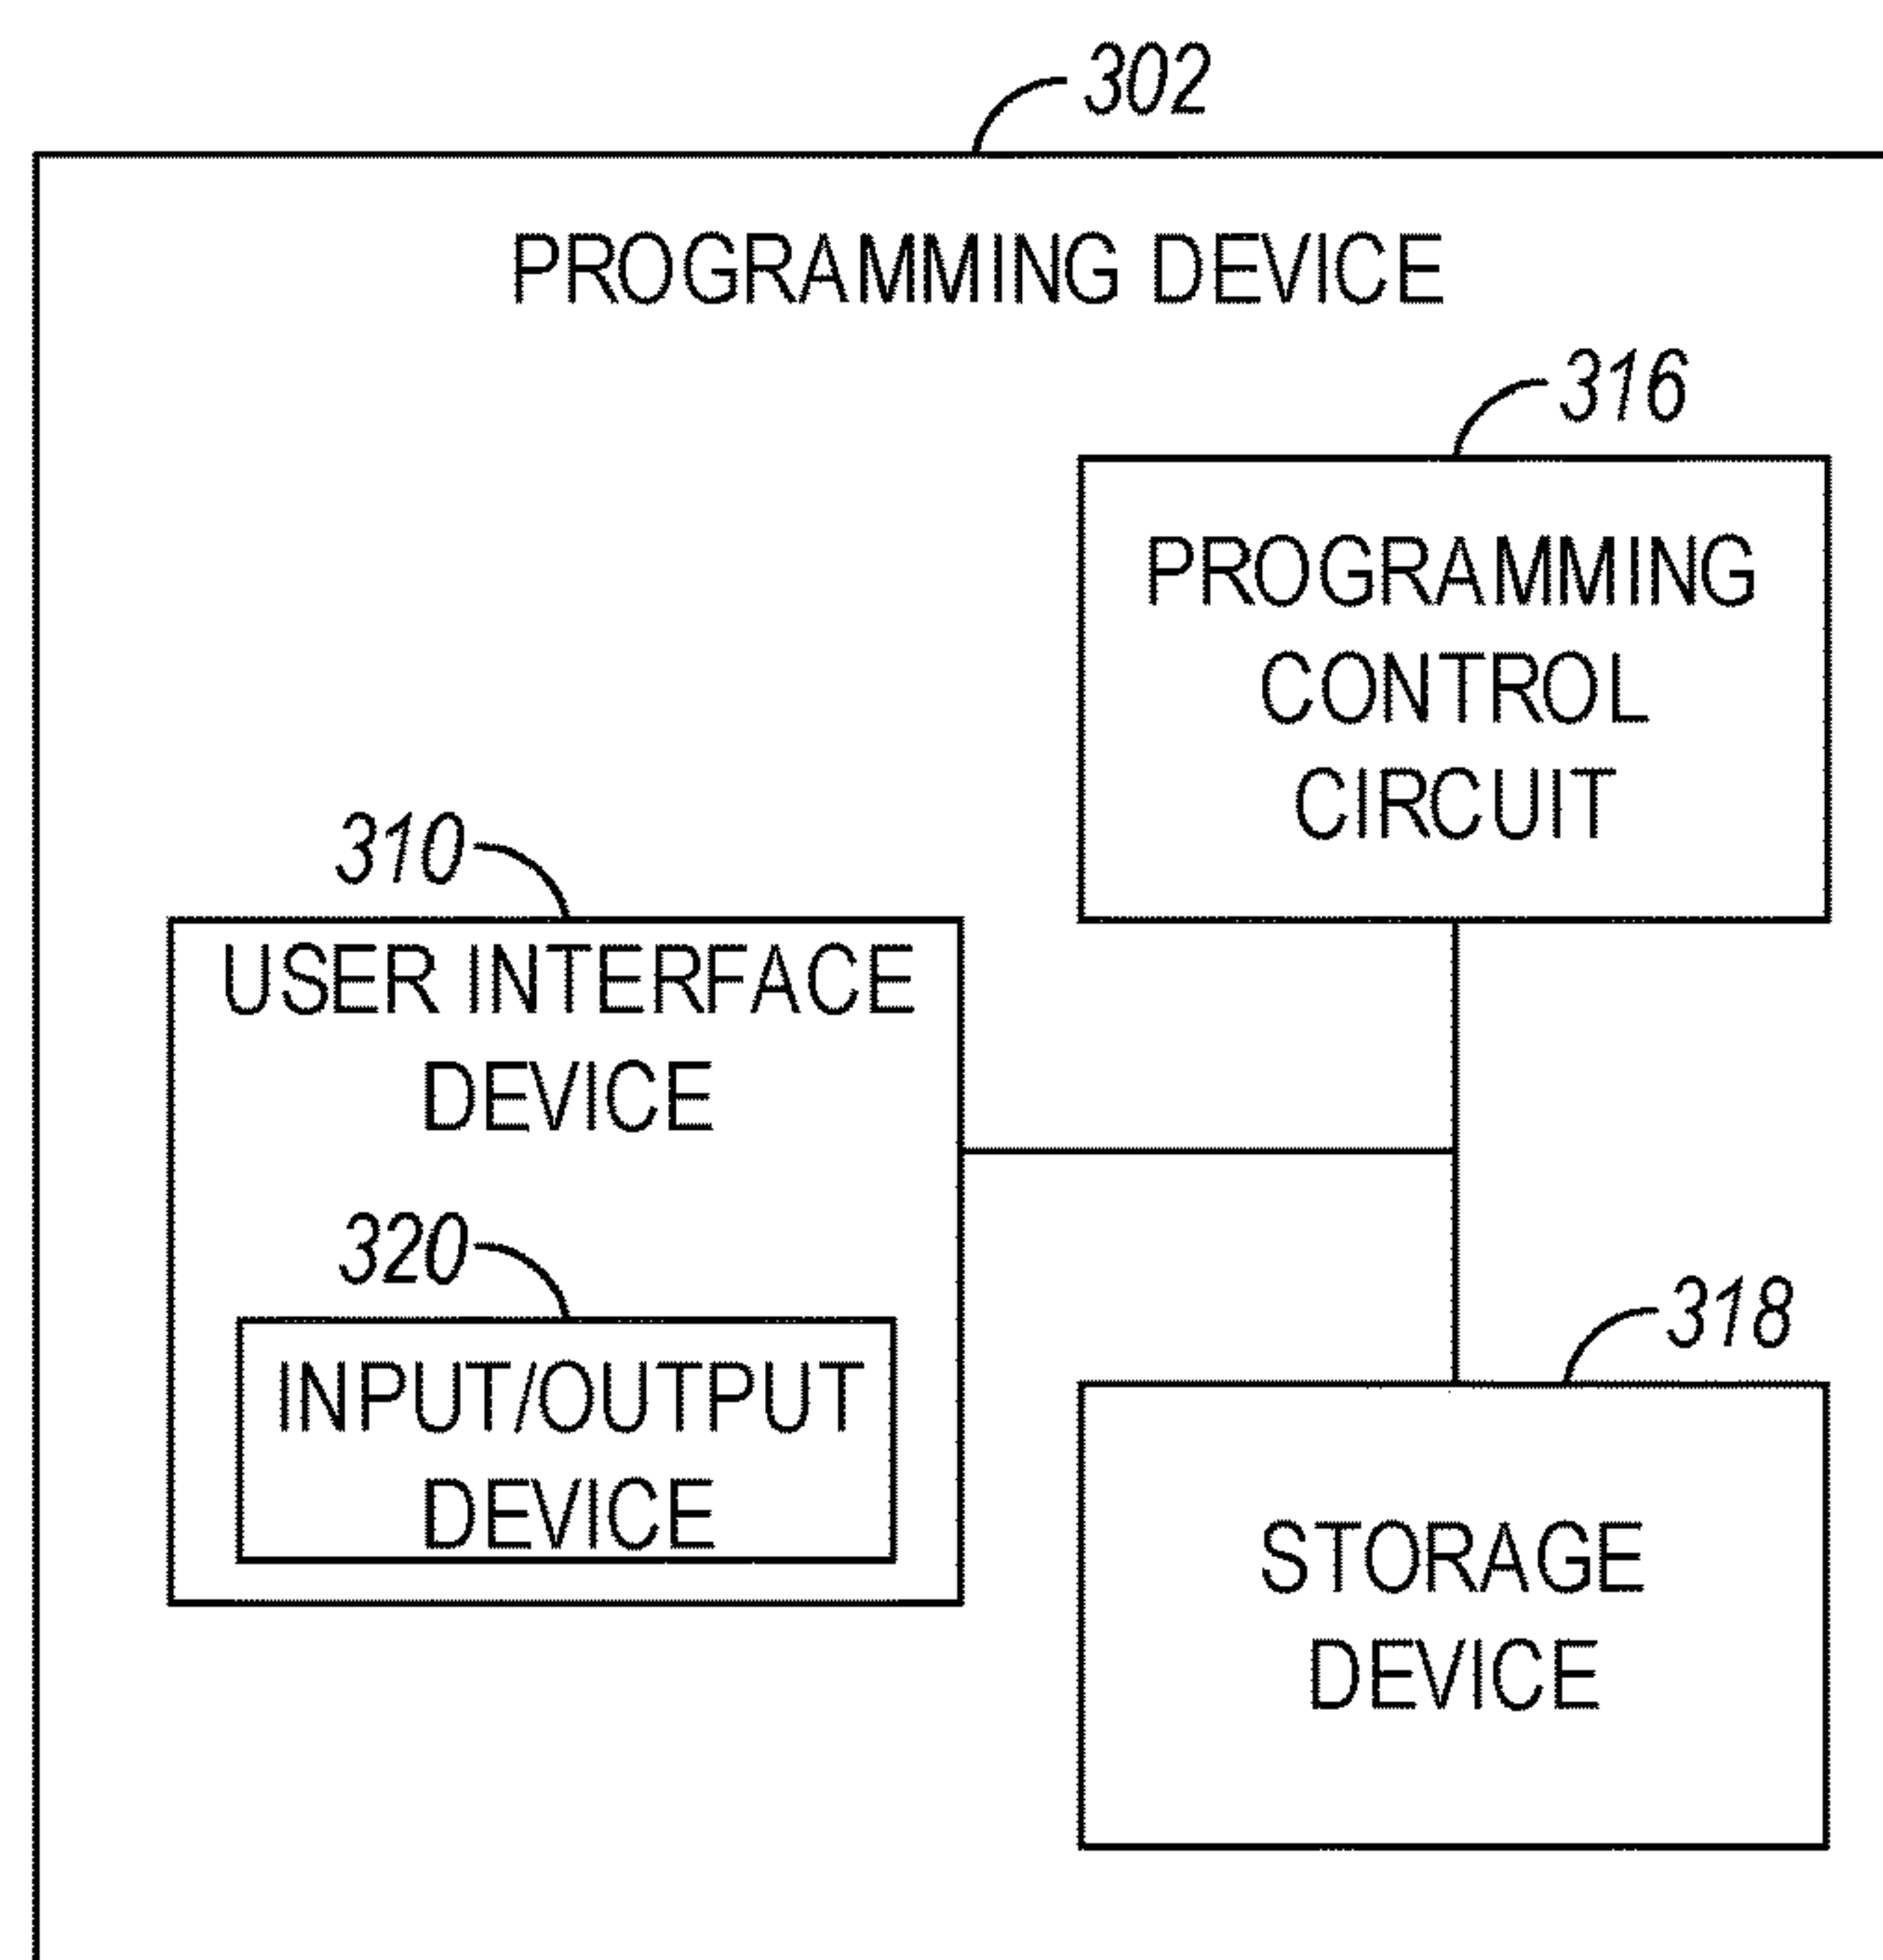 302
PROGRAMMING DEVICE
316
PROGRAMMING
CONTROL
CIRCUIT
310
USER INTERFACE
DEVICE
320
INPUT/OUTPUT
DEVICE
318
STORAGE
DEVICE